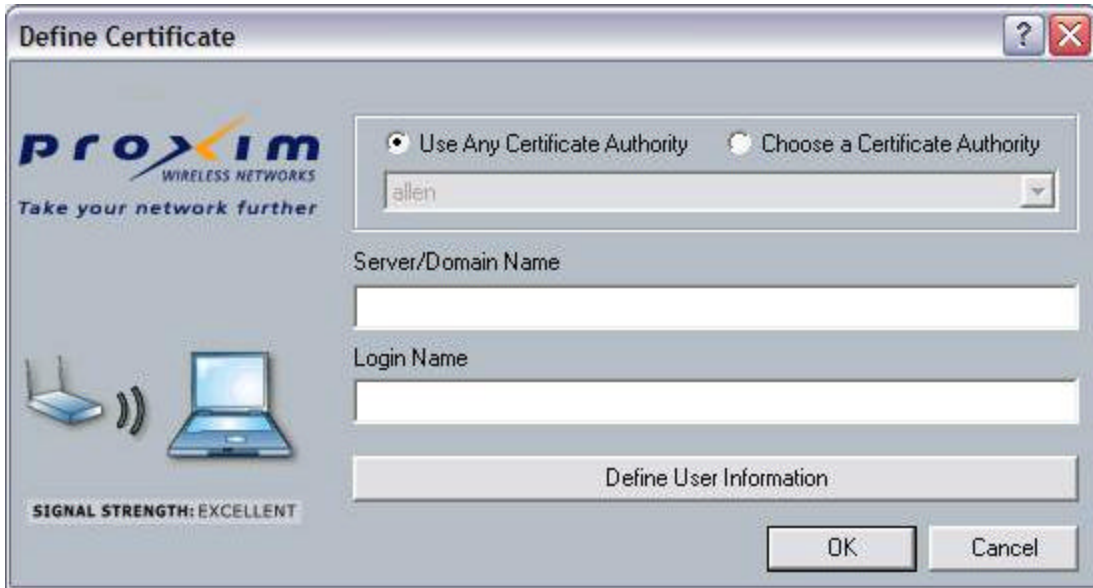 Define Certificate
?
proxim
WIRELESS NETWORKS
Take your network further
Use Any Certificate Authority Choose a Certificate Authority
allen
Server/Domain Name
Login Name
Define User Information
SIGNAL STRENGTH: EXCELLENT
OK Cancel